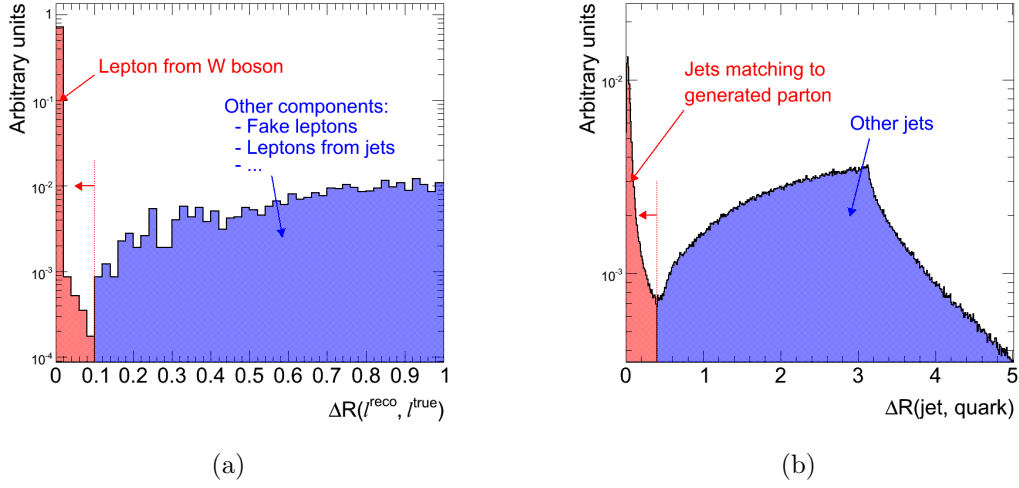 Arbitrary units
1
10⁻¹
10⁻²
10⁻³
10⁻⁴
Lepton from W boson
Other components:
- Fake leptons
- Leptons from jets
- ...
0 0.1 0.2 0.3 0.4 0.5 0.6 0.7 0.8 0.9 1
ΔR(l^reco, l^true)
(a)
Arbitrary units
10⁻²
10⁻³
Jets matching to
generated parton
Other jets
0 1 2 3 4 5
ΔR(jet, quark)
(b)